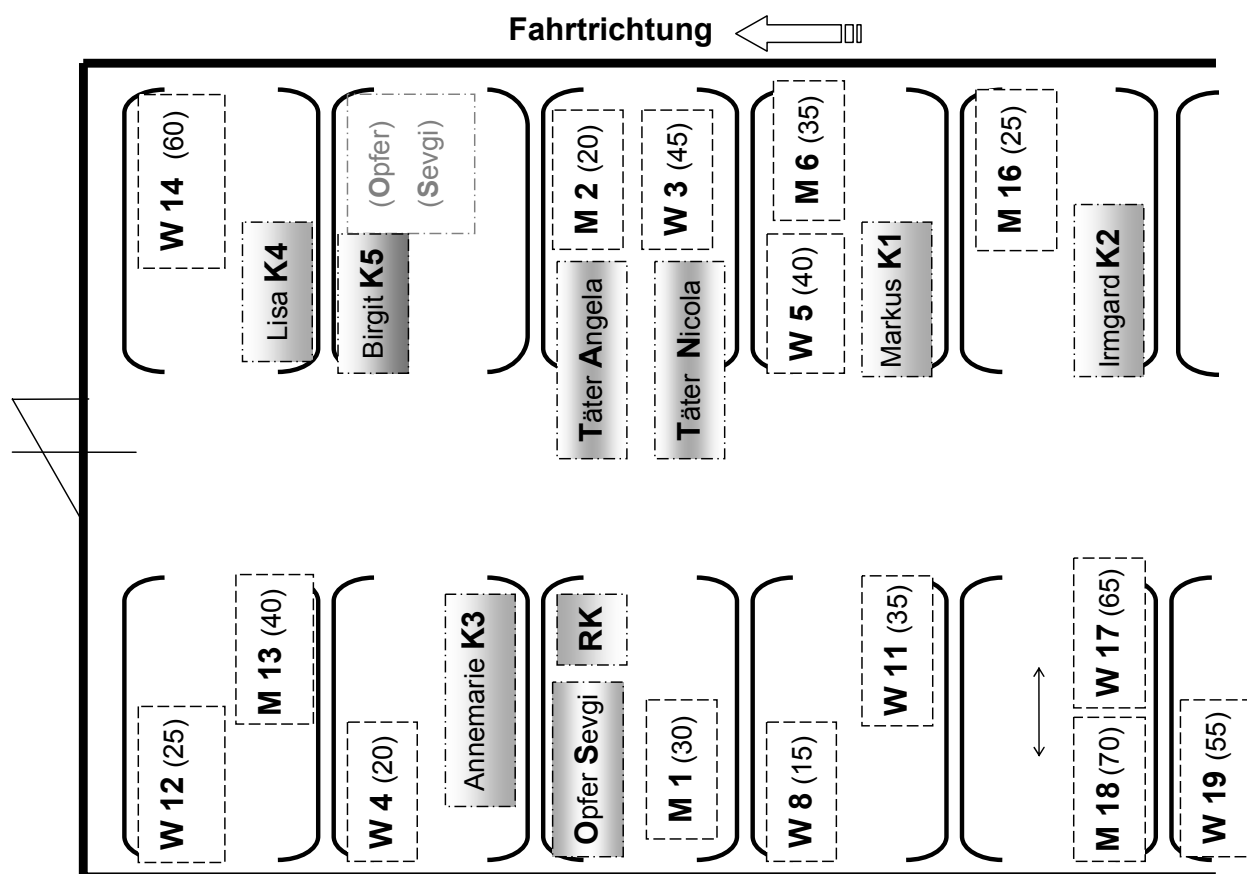 Fahrtrichtung
W 14 (60)
Lisa K4
Birgit K5
(Opfer)
(Sevgi)
M 2 (20)
W 3 (45)
Täter Angela
Täter Nicola
M 6 (35)
W 5 (40)
Markus K1
M 16 (25)
Irmgard K2
W 12 (25)
M 13 (40)
W 4 (20)
Annemarie K3
RK
Opfer Sevgi
M 1 (30)
W 8 (15)
W 11 (35)
W 17 (65)
M 18 (70)
W 19 (55)